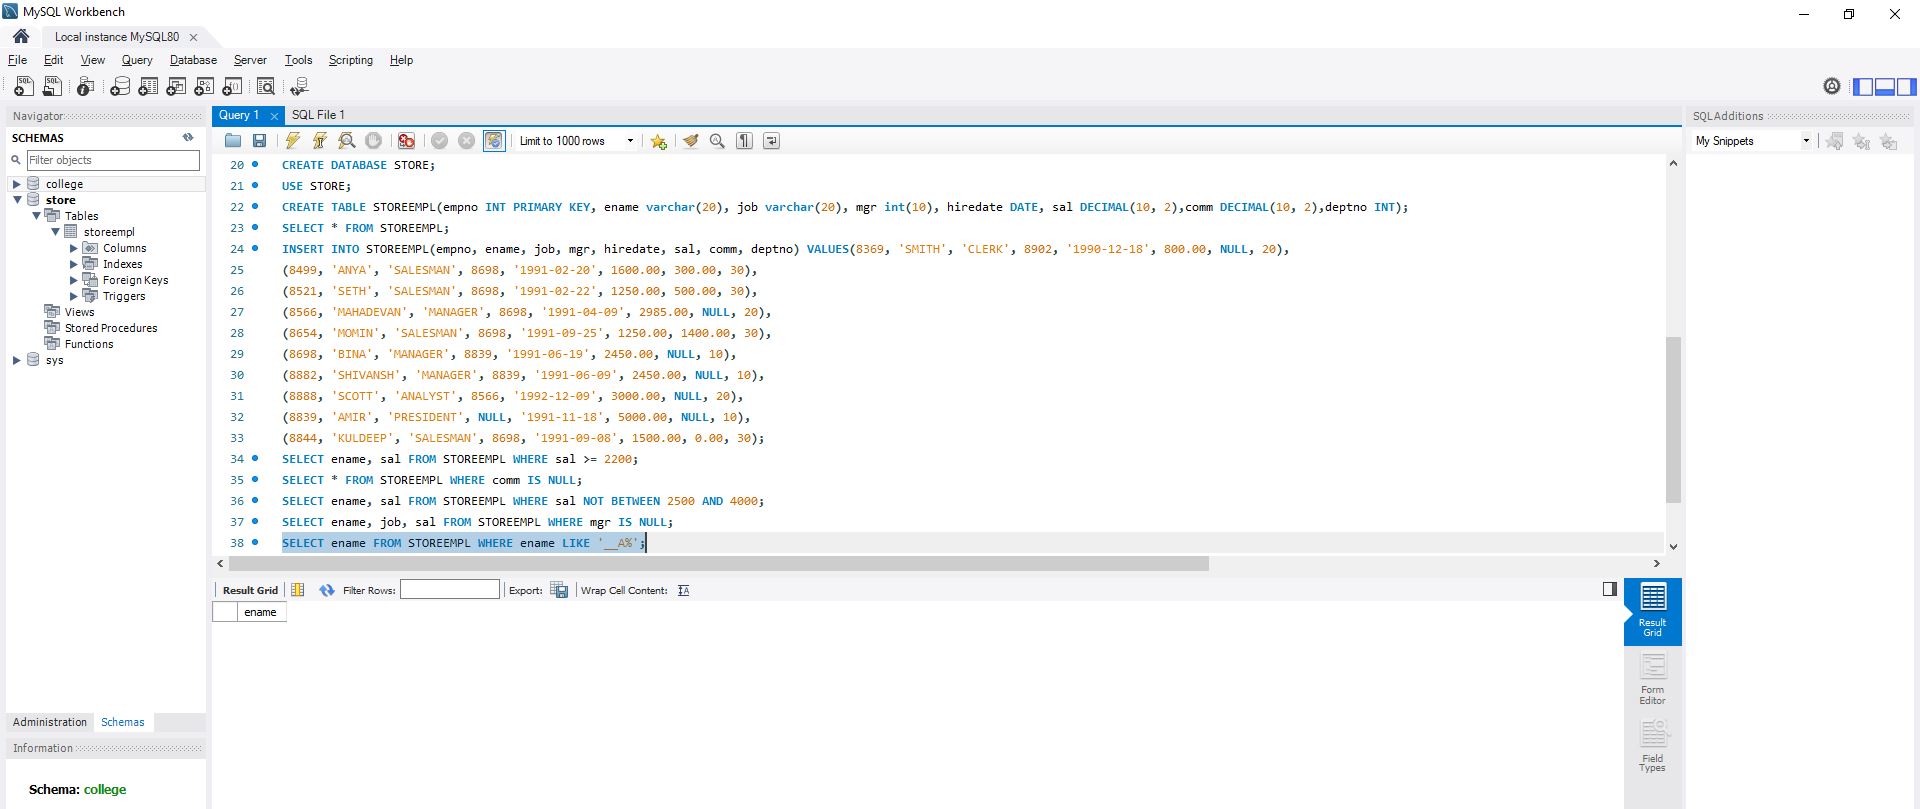 MySQL Workbench
Local instance MySQL80
File Edit View Query Database Server Tools Scripting Help
Navigator
SCHEMAS
Filter objects
college
store
Tables
storeempl
Columns
Indexes
Foreign Keys
Triggers
Views
Stored Procedures
Functions
sys
Administration Schemas
Information
Schema: college
Query 1 SQL File 1
Limit to 1000 rows
20 CREATE DATABASE STORE;
21 USE STORE;
22 CREATE TABLE STOREEMPL(empno INT PRIMARY KEY, ename varchar(20), job varchar(20), mgr int(10), hiredate DATE, sal DECIMAL(10, 2),comm DECIMAL(10, 2),deptno INT);
23 SELECT * FROM STOREEMPL;
24 INSERT INTO STOREEMPL(empno, ename, job, mgr, hiredate, sal, comm, deptno) VALUES(8369, 'SMITH', 'CLERK', 8902, '1990-12-18', 800.00, NULL, 20),
25 (8499, 'ANYA', 'SALESMAN', 8698, '1991-02-20', 1600.00, 300.00, 30),
26 (8521, 'SETH', 'SALESMAN', 8698, '1991-02-22', 1250.00, 500.00, 30),
27 (8566, 'MAHADEVAN', 'MANAGER', 8698, '1991-04-09', 2985.00, NULL, 20),
28 (8654, 'MOMIN', 'SALESMAN', 8698, '1991-09-25', 1250.00, 1400.00, 30),
29 (8698, 'BINA', 'MANAGER', 8839, '1991-06-19', 2450.00, NULL, 10),
30 (8882, 'SHIVANSH', 'MANAGER', 8839, '1991-06-09', 2450.00, NULL, 10),
31 (8888, 'SCOTT', 'ANALYST', 8566, '1992-12-09', 3000.00, NULL, 20),
32 (8839, 'AMIR', 'PRESIDENT', NULL, '1991-11-18', 5000.00, NULL, 10),
33 (8844, 'KULDEEP', 'SALESMAN', 8698, '1991-09-08', 1500.00, 0.00, 30);
34 SELECT ename, sal FROM STOREEMPL WHERE sal >= 2200;
35 SELECT * FROM STOREEMPL WHERE comm IS NULL;
36 SELECT ename, sal FROM STOREEMPL WHERE sal NOT BETWEEN 2500 AND 4000;
37 SELECT ename, job, sal FROM STOREEMPL WHERE mgr IS NULL;
38 SELECT ename FROM STOREEMPL WHERE ename LIKE '__A%';
Result Grid Filter Rows: Export: Wrap Cell Content:
ename
Result
Grid
Form
Editor
Field
Types
SQLAdditions
My Snippets